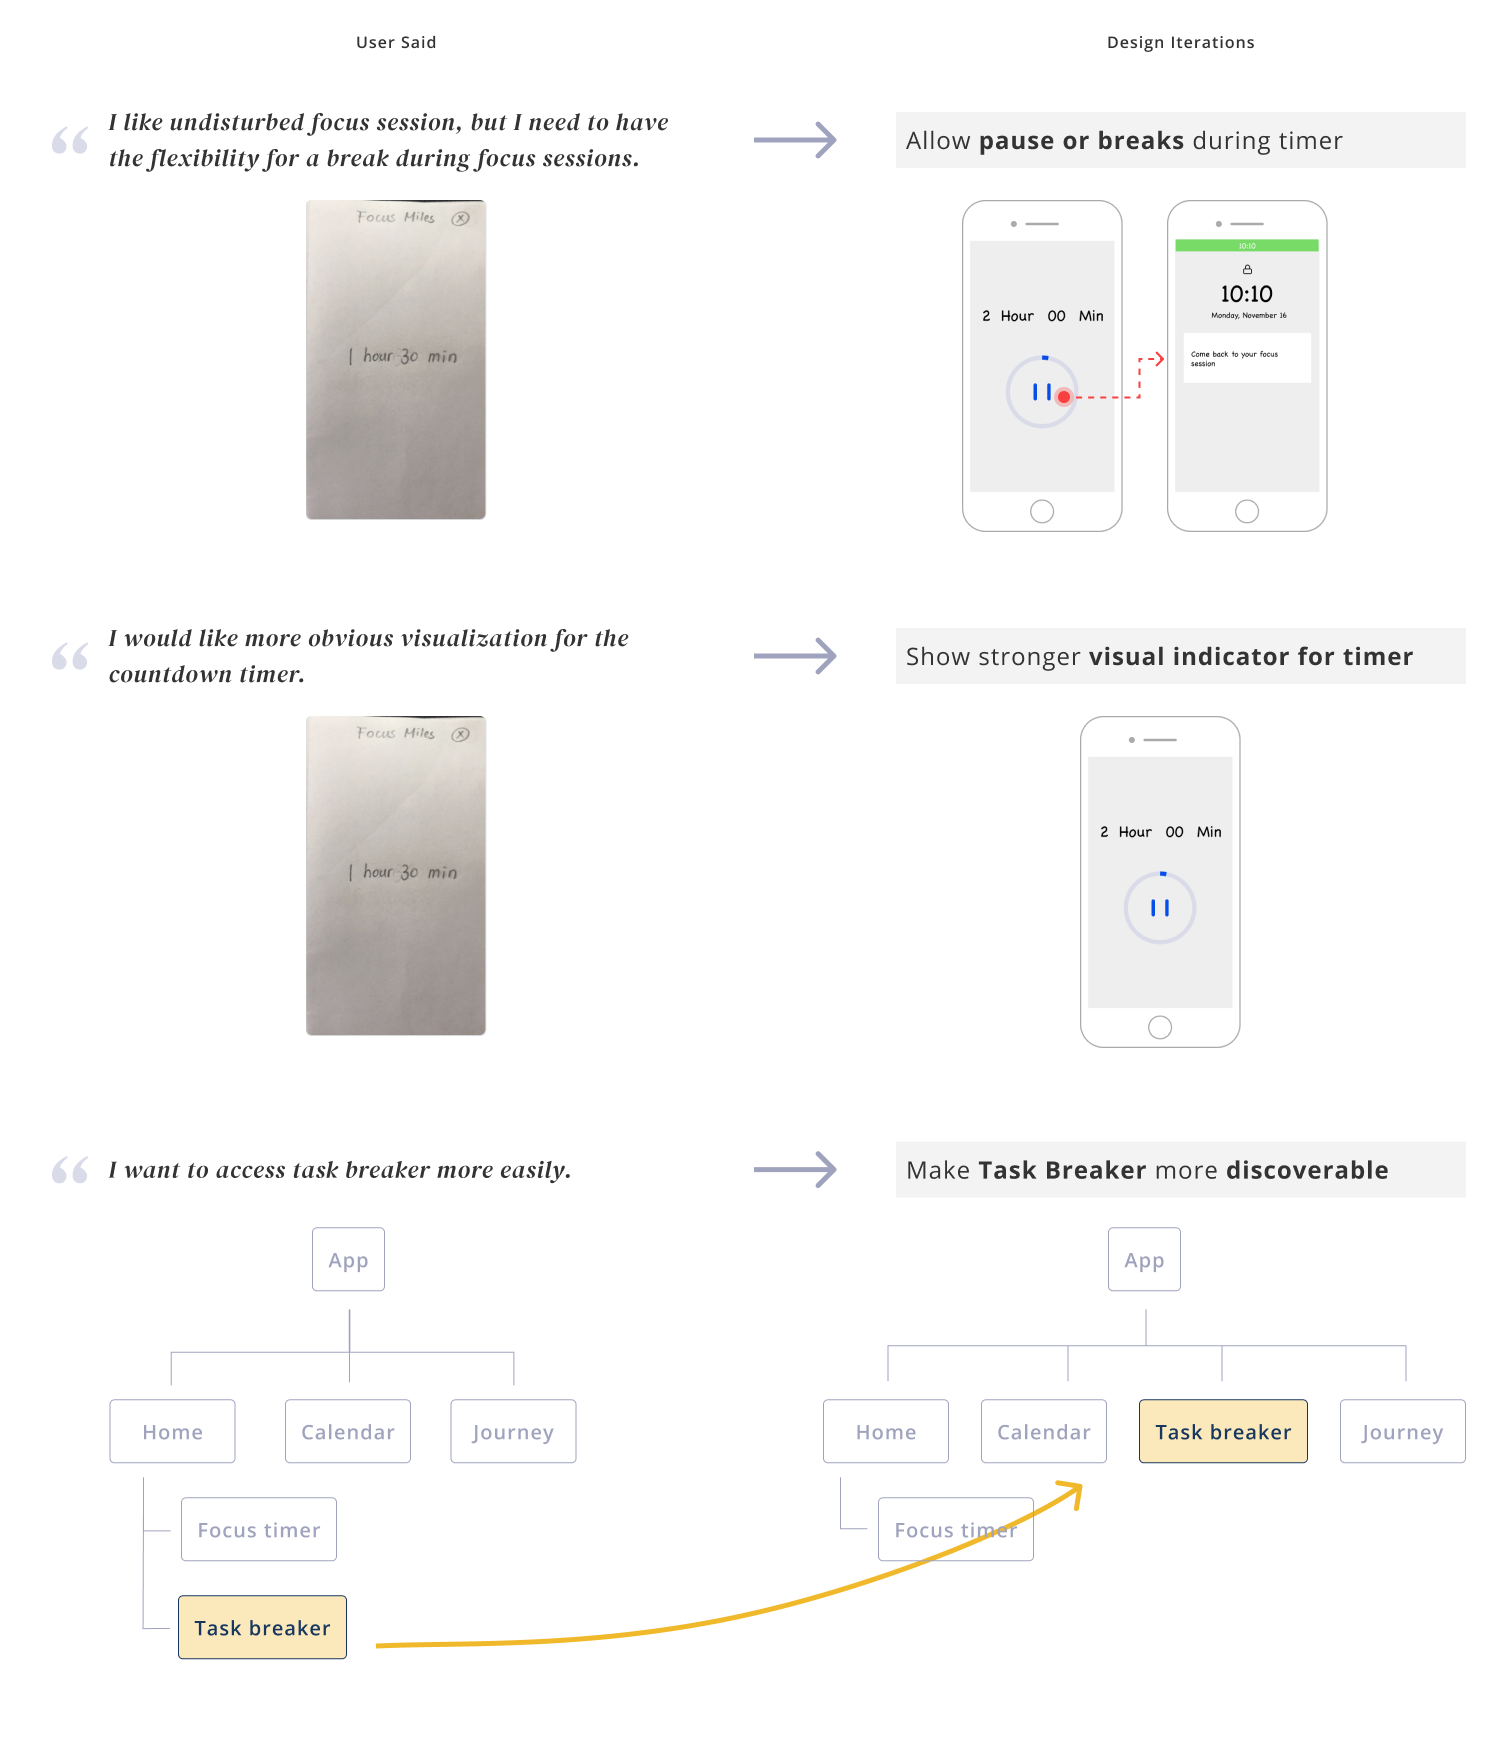 User Said
Design Iterations
I like undisturbed focus session, but I need to have
the flexibility for a break during focus sessions.
Allow pause or breaks during timer
Focus Miles
1 hour 30 min
2 Hour 00 Min
10:10
10:10
Monday, November 16
Come back to your focus
session
I would like more obvious visualization for the
countdown timer.
Show stronger visual indicator for timer
Focus Miles
1 hour 30 min
2 Hour 00 Min
I want to access task breaker more easily.
Make Task Breaker more discoverable
App
Home
Calendar
Journey
Focus timer
Task breaker
App
Home
Calendar
Task breaker
Journey
Focus timer